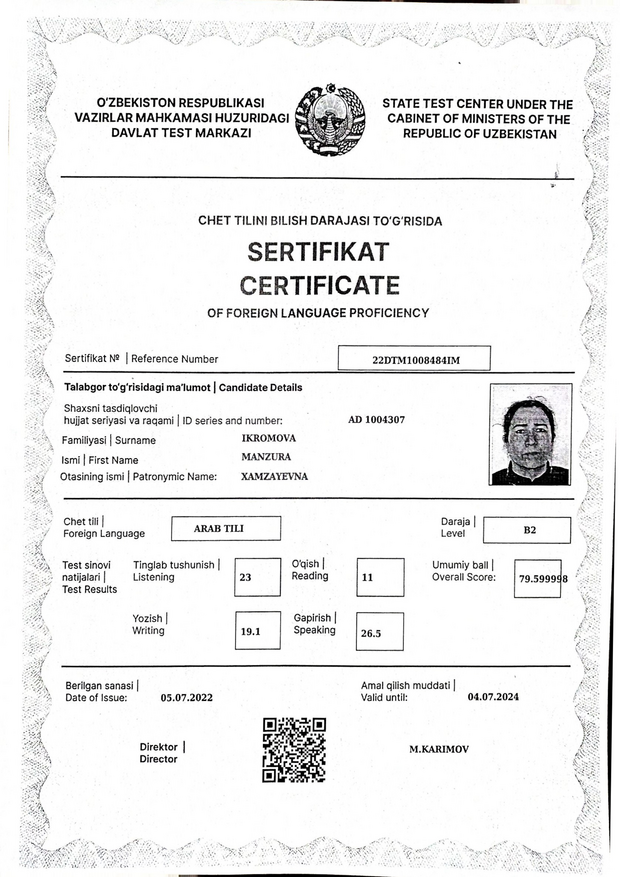 O'ZBEKISTON RESPUBLIKASI
VAZIRLAR MAHKAMASI HUZURIDAGI
DAVLAT TEST MARKAZI
STATE TEST CENTER UNDER THE
CABINET OF MINISTERS OF THE
REPUBLIC OF UZBEKISTAN
CHET TILINI BILISH DARAJASI TO'G'RISIDA
SERTIFIKAT
CERTIFICATE
OF FOREIGN LANGUAGE PROFICIENCY
Sertifikat № | Reference Number 22DTM1008484IM
Talabgor to'g'risidagi ma'lumot | Candidate Details
Shaxsni tasdiqlovchi
hujjat seriyasi va raqami | ID series and number: AD 1004307
Familiyasi | Surname IKROMOVA
Ismi | First Name MANZURA
Otasining ismi | Patronymic Name: XAMZAYEVNA
Chet tili |
Foreign Language
ARAB TILI
Daraja |
Level
B2
Test sinovi
natijalari |
Test Results
Tinglab tushunish |
Listening
23
O'qish |
Reading
11
Umumiy ball |
Overall Score:
79.599998
Yozish |
Writing
19.1
Gapirish |
Speaking
26.5
Berilgan sanasi |
Date of Issue: 05.07.2022
Amal qilish muddati |
Valid until: 04.07.2024
Direktor |
Director
M.KARIMOV